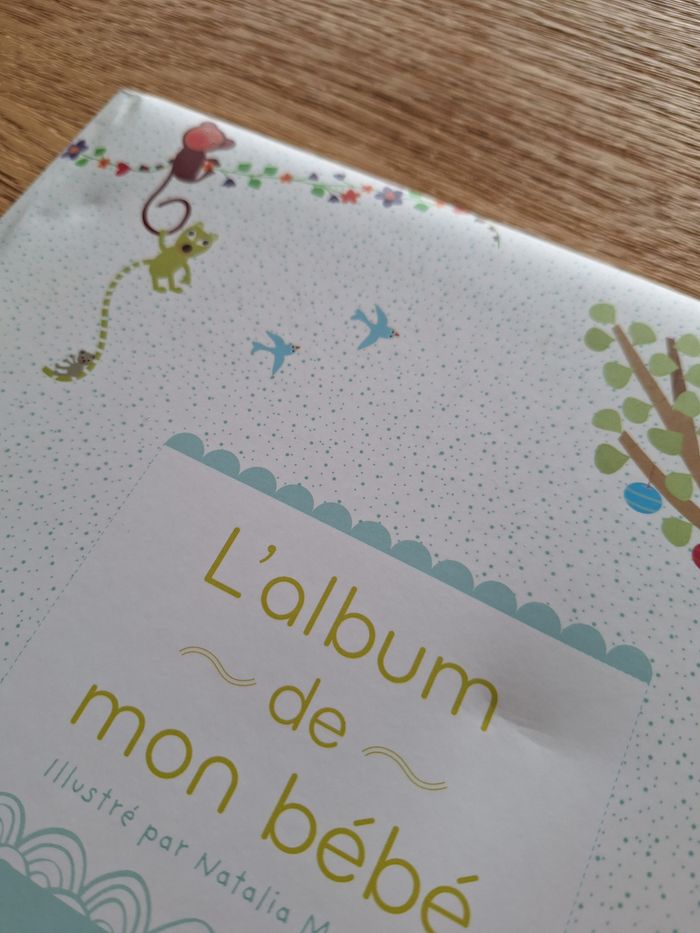 L'album
de
mon bébé
Illustré par Natalia